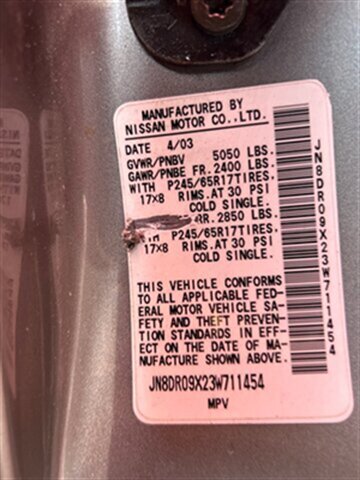 MANUFACTURED BY
NISSAN MOTOR CO.,LTD.
DATE 4/03
GVWR/PNBV 5050 LBS.
GAWR/PNBE FR. 2400 LBS.
WITH P245/65R17TIRES,
17X8 RIMS.AT 30 PSI
COLD SINGLE.
RR. 2850 LBS.
P245/65R17TIRES,
17X8 RIMS.AT 30 PSI
COLD SINGLE.
THIS VEHICLE CONFORMS
TO ALL APPLICABLE FED-
ERAL MOTOR VEHICLE SA-
FETY AND THEFT PREVEN-
TION STANDARDS IN EFF-
ECT ON THE DATE OF MA-
NUFACTURE SHOWN ABOVE.
JN8DR09X23W711454
MPV
JN8DR09X23W711454